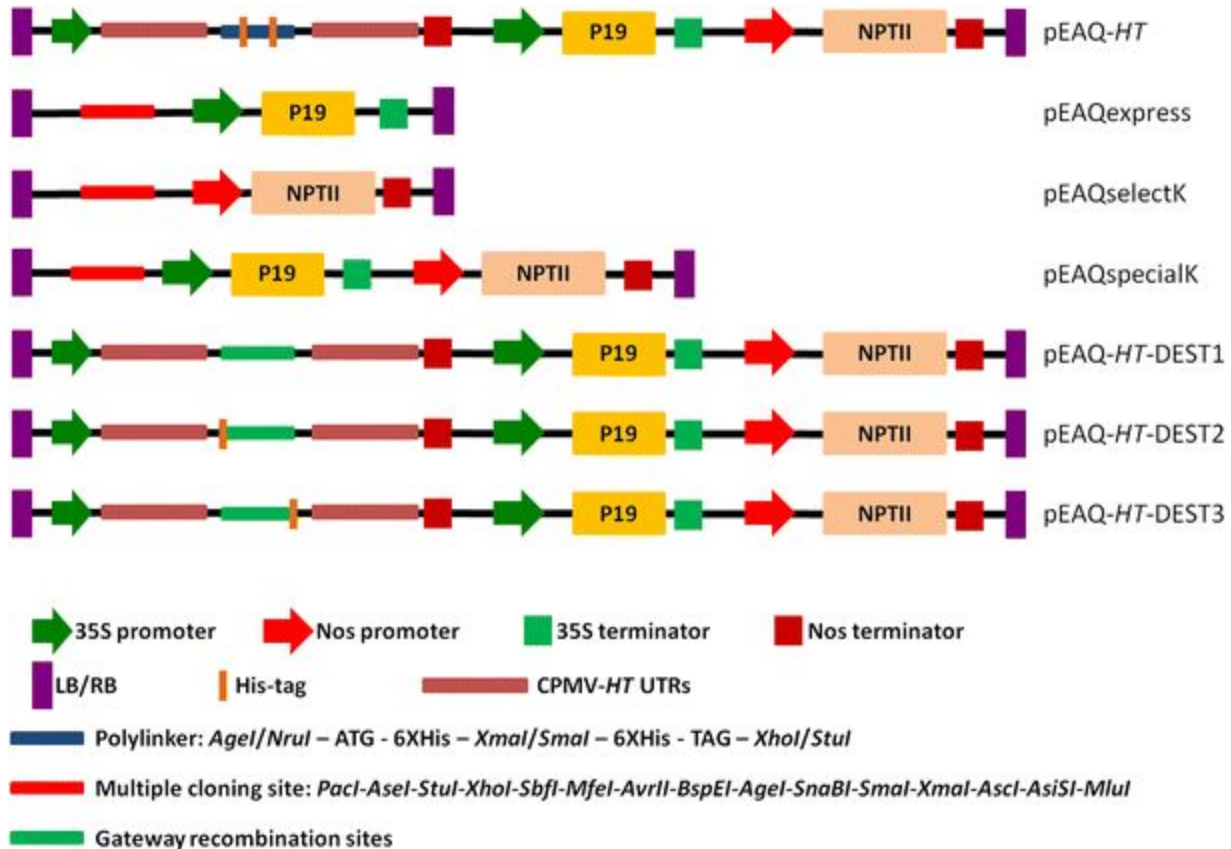 P19 NPTII pEAQ-HT
P19 pEAQexpress
NPTII pEAQselectK
P19 NPTII pEAQspecialK
P19 NPTII pEAQ-HT-DEST1
P19 NPTII pEAQ-HT-DEST2
P19 NPTII pEAQ-HT-DEST3
35S promoter Nos promoter 35S terminator Nos terminator
LB/RB His-tag CPMV-HT UTRs
Polylinker: AgeI/NruI – ATG - 6XHis – XmaI/SmaI – 6XHis - TAG – XhoI/StuI
Multiple cloning site: PacI-AseI-StuI-XhoI-SbfI-MfeI-AvrII-BspEI-AgeI-SnaBI-SmaI-XmaI-AscI-AsiSI-MluI
Gateway recombination sites